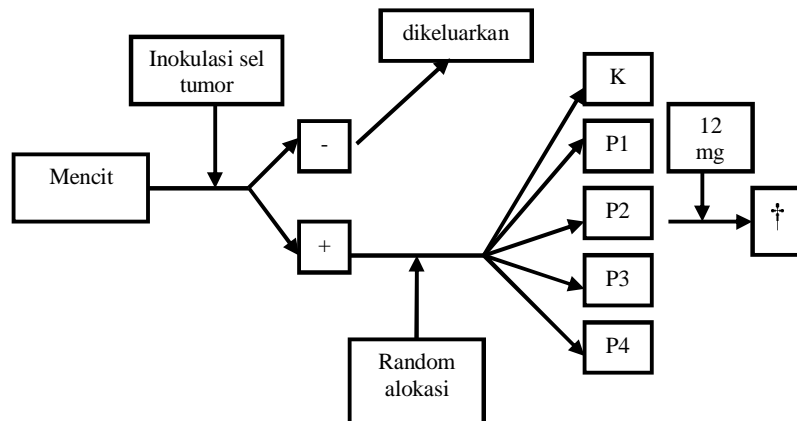 Inokulasi sel
tumor
dikeluarkan
Mencit
-
+
Random
alokasi
K
P1
P2
P3
P4
12
mg
†